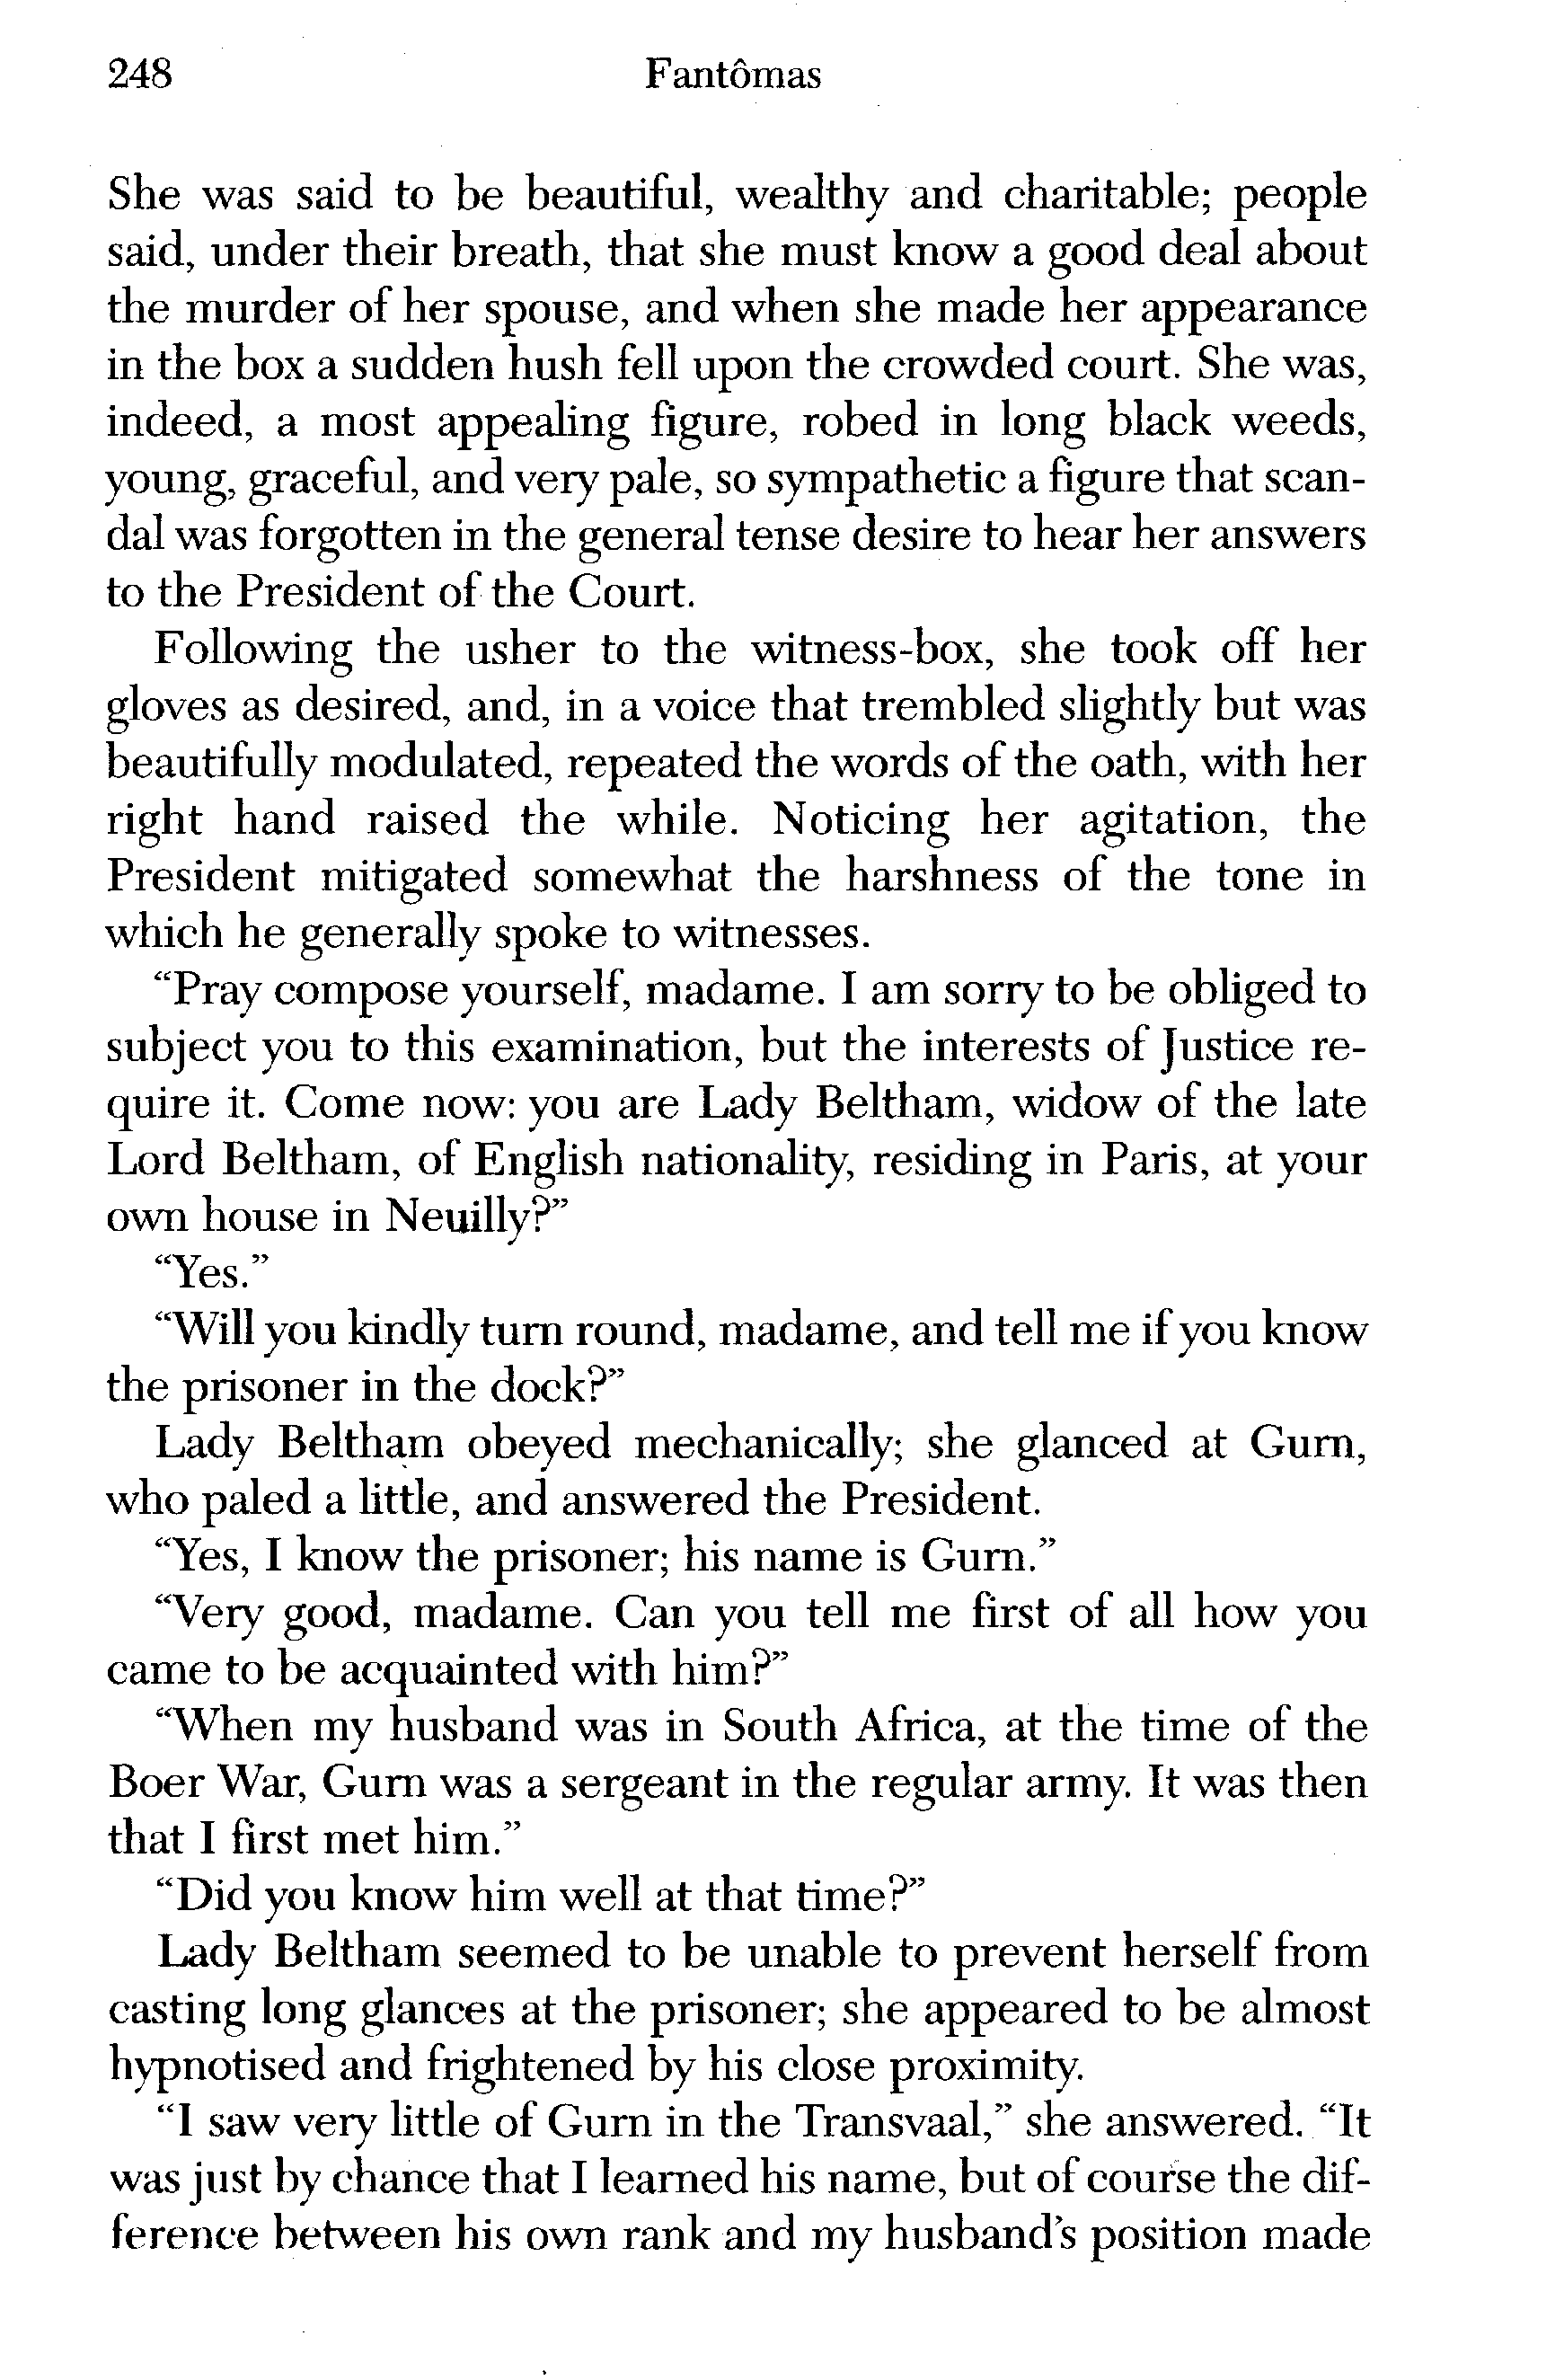 248 Fantômas
She was said to be beautiful, wealthy and charitable; people
said, under their breath, that she must know a good deal about
the murder of her spouse, and when she made her appearance
in the box a sudden hush fell upon the crowded court. She was,
indeed, a most appealing figure, robed in long black weeds,
young, graceful, and very pale, so sympathetic a figure that scan-
dal was forgotten in the general tense desire to hear her answers
to the President of the Court.
Following the usher to the witness-box, she took off her
gloves as desired, and, in a voice that trembled slightly but was
beautifully modulated, repeated the words of the oath, with her
right hand raised the while. Noticing her agitation, the
President mitigated somewhat the harshness of the tone in
which he generally spoke to witnesses.
“Pray compose yourself, madame. I am sorry to be obliged to
subject you to this examination, but the interests of Justice re-
quire it. Come now: you are Lady Beltham, widow of the late
Lord Beltham, of English nationality, residing in Paris, at your
own house in Neuilly?”
“Yes.”
“Will you kindly turn round, madame, and tell me if you know
the prisoner in the dock?”
Lady Beltham obeyed mechanically; she glanced at Gurn,
who paled a little, and answered the President.
“Yes, I know the prisoner; his name is Gurn.”
“Very good, madame. Can you tell me first of all how you
came to be acquainted with him?”
“When my husband was in South Africa, at the time of the
Boer War, Gurn was a sergeant in the regular army. It was then
that I first met him.”
“Did you know him well at that time?”
Lady Beltham seemed to be unable to prevent herself from
casting long glances at the prisoner; she appeared to be almost
hypnotised and frightened by his close proximity.
“I saw very little of Gurn in the Transvaal,” she answered. “It
was just by chance that I learned his name, but of course the dif-
ference between his own rank and my husband’s position made